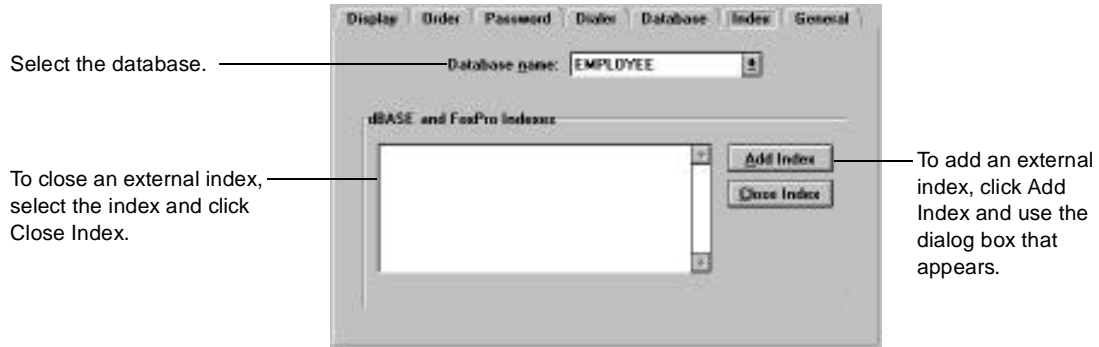 Display Order Password Dialer Database Index General
Select the database.
Database name: EMPLOYEE
dBASE and FoxPro Indexes
Add Index
Close Index
To close an external index,
select the index and click
Close Index.
To add an external
index, click Add
Index and use the
dialog box that
appears.